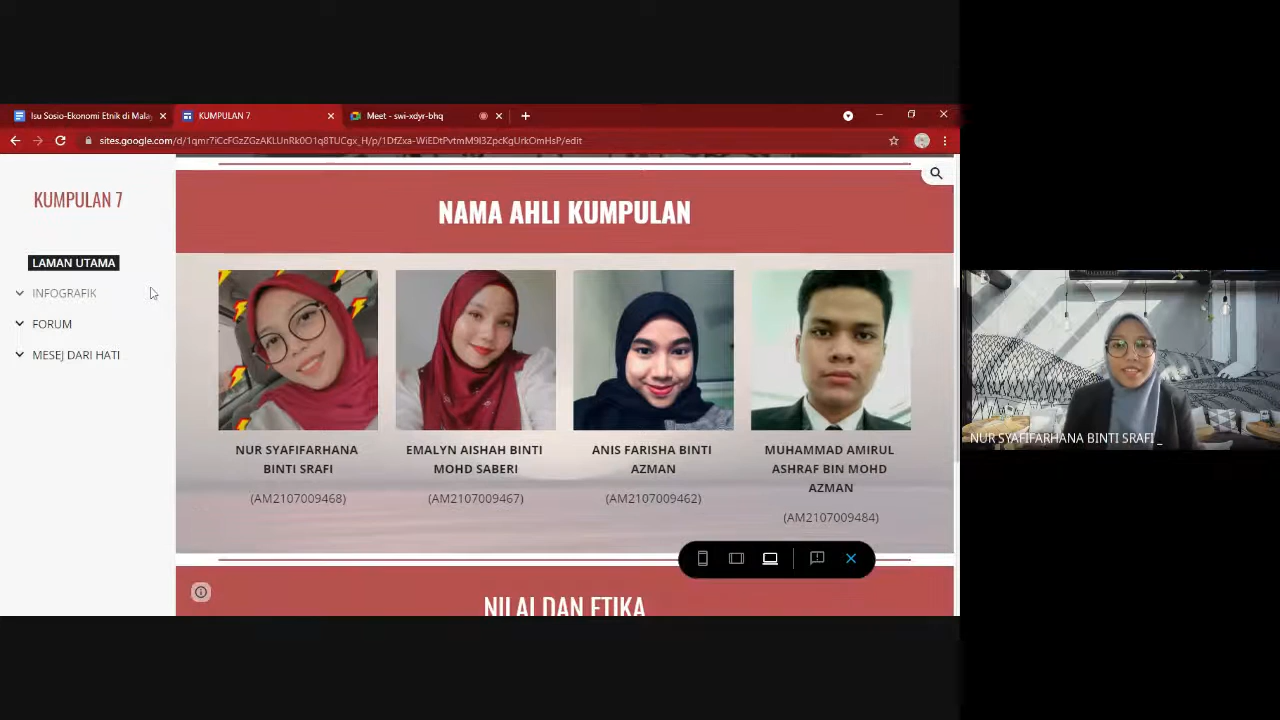 Isu Sosio-Ekonomi Etnik di Mala
KUMPULAN 7
Meet - swi-xdyr-bhq
sites.google.com/d/1qmr7iCcFGzZGzAKLUnRk0O1q8TUCgx_H/p/1DfZxa-WiEDtPvtmM9I3ZpcKgUrkOmHsP/edit
KUMPULAN 7
LAMAN UTAMA
INFOGRAFIK
FORUM
MESEJ DARI HATI
NAMA AHLI KUMPULAN
NUR SYAFIFARHANA
BINTI SRAFI
(AM2107009468)
EMALYN AISHAH BINTI
MOHD SABERI
(AM2107009467)
ANIS FARISHA BINTI
AZMAN
(AM2107009462)
MUHAMMAD AMIRUL
ASHRAF BIN MOHD
AZMAN
(AM2107009484)
NILAI DAN ETIKA
NUR SYAFIFARHANA BINTI SRAFI _